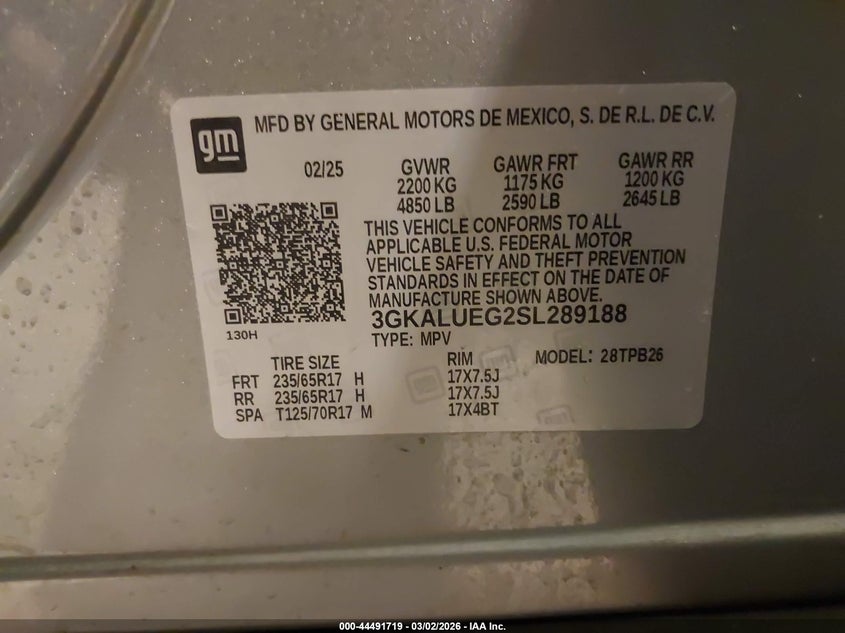 gm
MFD BY GENERAL MOTORS DE MEXICO, S. DE R.L. DE C.V.
02/25 GVWR GAWR FRT GAWR RR
2200 KG 1175 KG 1200 KG
4850 LB 2590 LB 2645 LB
THIS VEHICLE CONFORMS TO ALL
APPLICABLE U.S. FEDERAL MOTOR
VEHICLE SAFETY AND THEFT PREVENTION
STANDARDS IN EFFECT ON THE DATE OF
MANUFACTURE SHOWN ABOVE.
3GKALUEG2SL289188
130H
TYPE: MPV
TIRE SIZE RIM MODEL: 28TPB26
FRT 235/65R17 H 17X7.5J
RR 235/65R17 H 17X7.5J
SPA T125/70R17 M 17X4BT
000-44491719 - 03/02/2026 - IAA Inc.